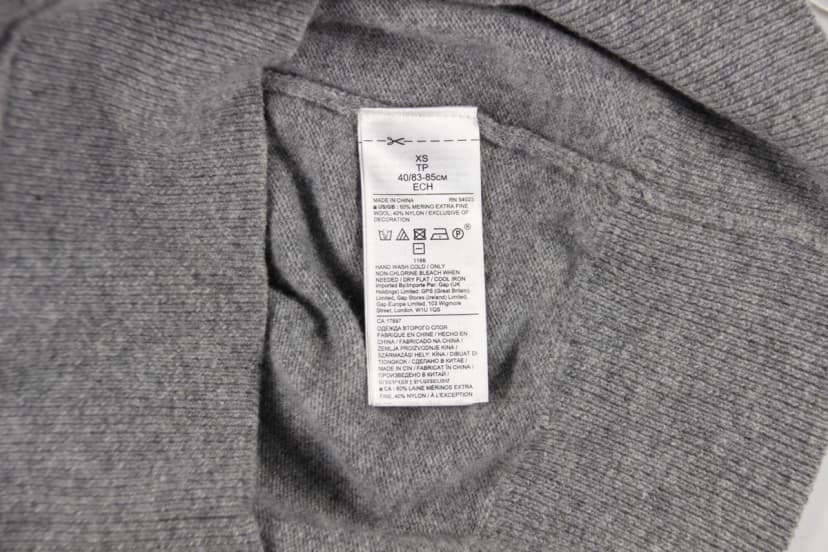 XS
TP
40/83-85см
ECH
MADE IN CHINA RN 54023
■ US/GB : 60% MERINO EXTRA FINE
WOOL, 40% NYLON / EXCLUSIVE OF
DECORATION
P
1166
HAND WASH COLD / ONLY
NON-CHLORINE BLEACH WHEN
NEEDED / DRY FLAT / COOL IRON
Imported By/Importe Par: Gap (UK
Holdings) Limited: GPS (Great Britain)
Limited, Gap Stores (Ireland) Limited,
Gap Europe Limited, 103 Wigmore
Street, London, W1U 1QS
CA 17897
ОДЕЖДА ВТОРОГО СЛОЯ
FABRIQUE EN CHINE / HECHO EN
CHINA / FABRICADO NA CHINA /
ZEMLJA PROIZVODNJE KINA /
SZÁRMAZÁSI HELY: KÍNA / DIBUAT DI
TIONGKOK / СДЕЛАНО В КИТАЕ /
MADE IN CIN / FABRICAT ÎN CHINA /
ПРОИЗВЕДЕНО В КИТАЙ /
■ CA : 60% LAINE MÉRINOS EXTRA
FINE, 40% NYLON / À L'EXCEPTION